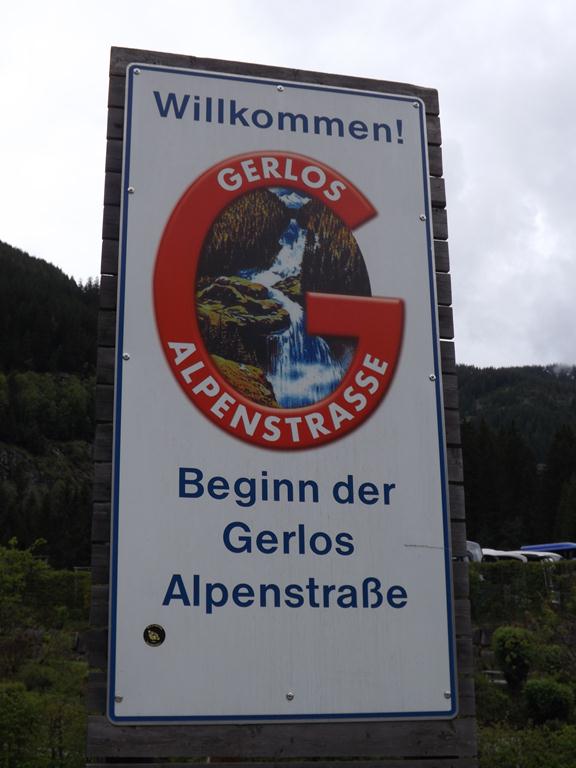 Willkommen!
GERLOS
ALPENSTRASSE
Beginn der
Gerlos
Alpenstraße